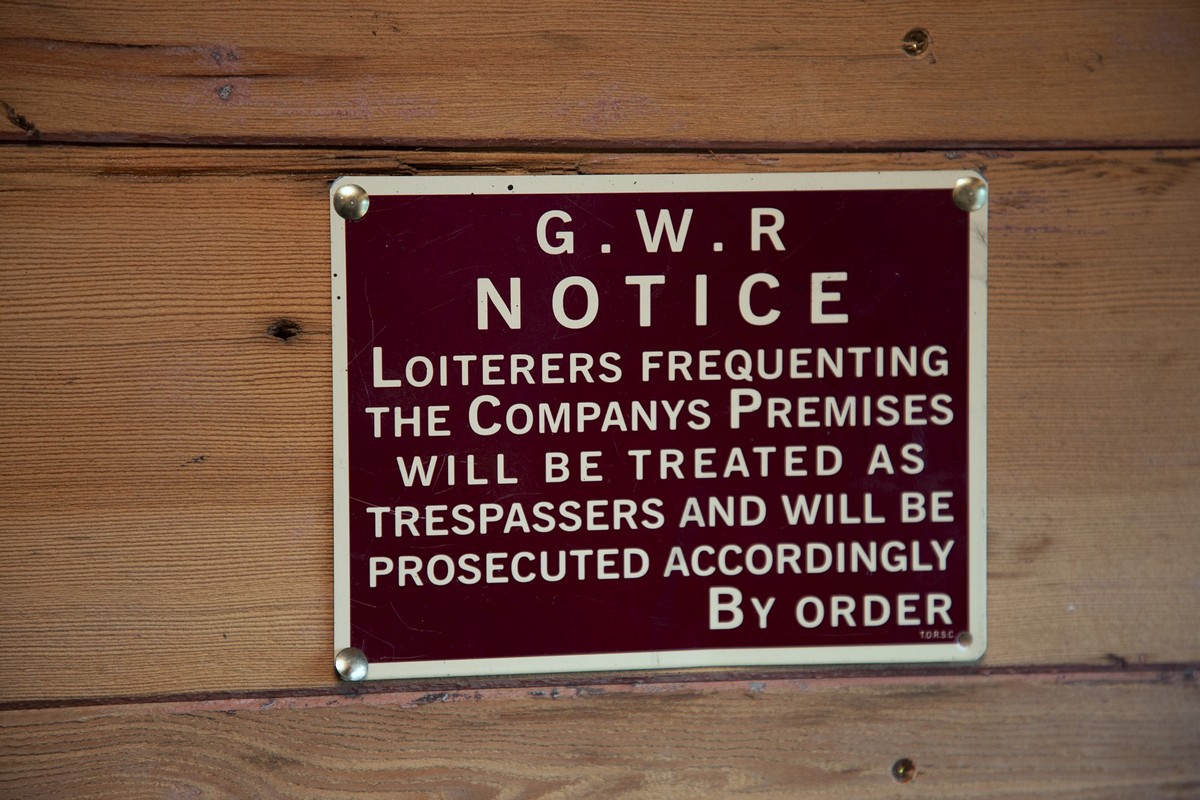 G.W.R
NOTICE
LOITERERS FREQUENTING
THE COMPANYS PREMISES
WILL BE TREATED AS
TRESPASSERS AND WILL BE
PROSECUTED ACCORDINGLY
BY ORDER
T.O.R.S.C.